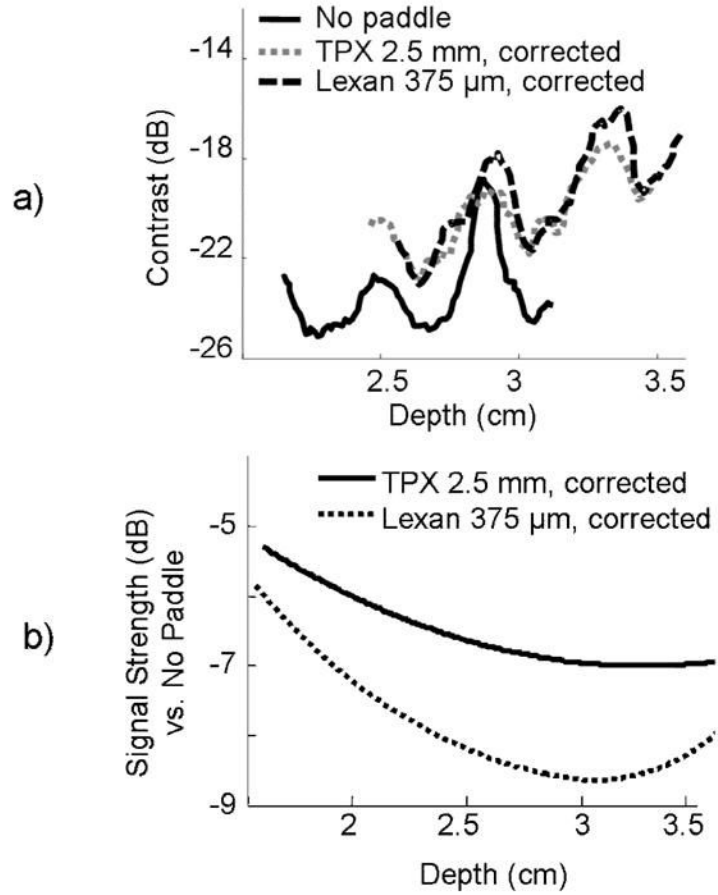 a)
No paddle
TPX 2.5 mm, corrected
Lexan 375 μm, corrected
Contrast (dB)
-14
-18
-22
-26
2.5 3 3.5
Depth (cm)
b)
TPX 2.5 mm, corrected
Lexan 375 μm, corrected
Signal Strength (dB)
vs. No Paddle
-5
-7
-9
2 2.5 3 3.5
Depth (cm)